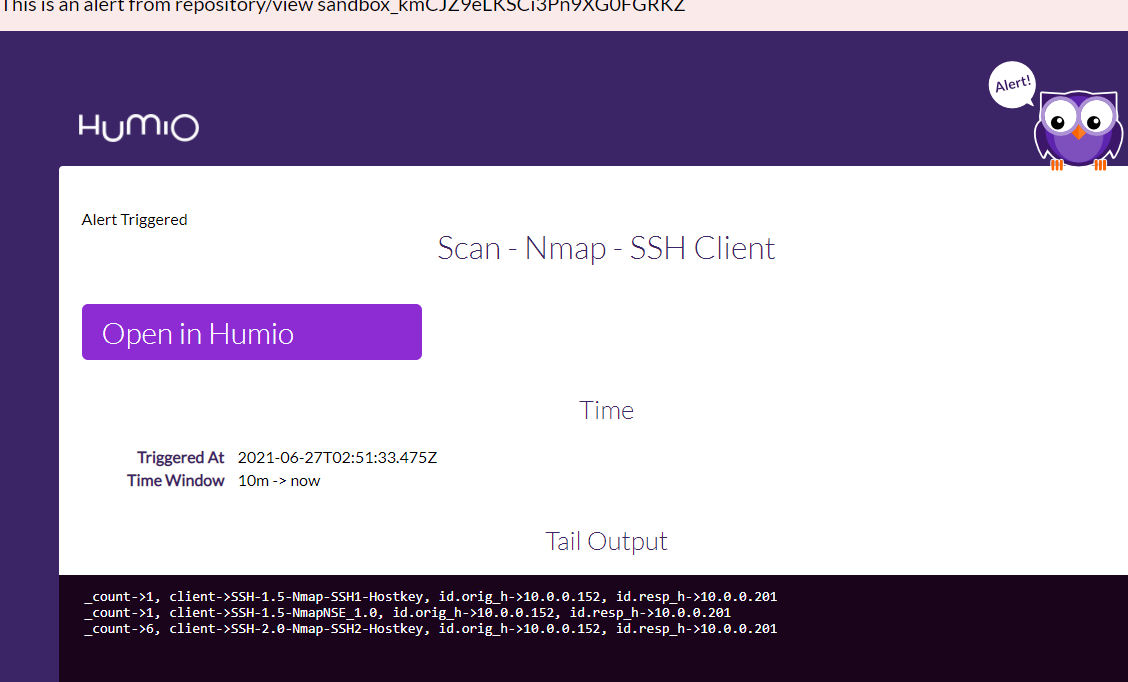 This is an alert from repository/view sandbox_kmCJZ9eLKSCi3Pn9XG0FGRKZ
Alert!
HUMIO
Alert Triggered
Scan - Nmap - SSH Client
Open in Humio
Time
Triggered At 2021-06-27T02:51:33.475Z
Time Window 10m -> now
Tail Output
_count->1, client->SSH-1.5-Nmap-SSH1-Hostkey, id.orig_h->10.0.0.152, id.resp_h->10.0.0.201
_count->1, client->SSH-1.5-NmapNSE_1.0, id.orig_h->10.0.0.152, id.resp_h->10.0.0.201
_count->6, client->SSH-2.0-Nmap-SSH2-Hostkey, id.orig_h->10.0.0.152, id.resp_h->10.0.0.201